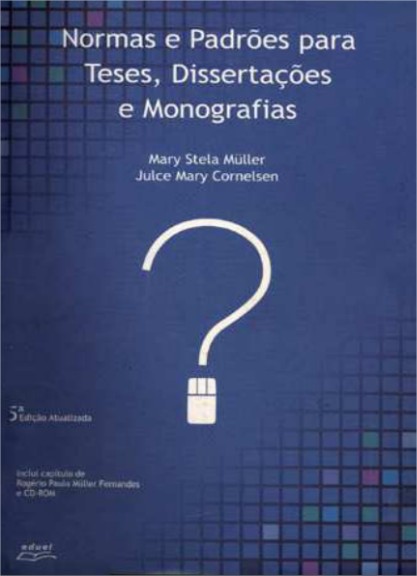 Normas e Padrões para
Teses, Dissertações
e Monografias
Mary Stela Müller
Julce Mary Cornelsen
5ª Edição Atualizada
inclui capítulo de
Rogério Paulo Müller Fernandes
e CD-ROM
eduel